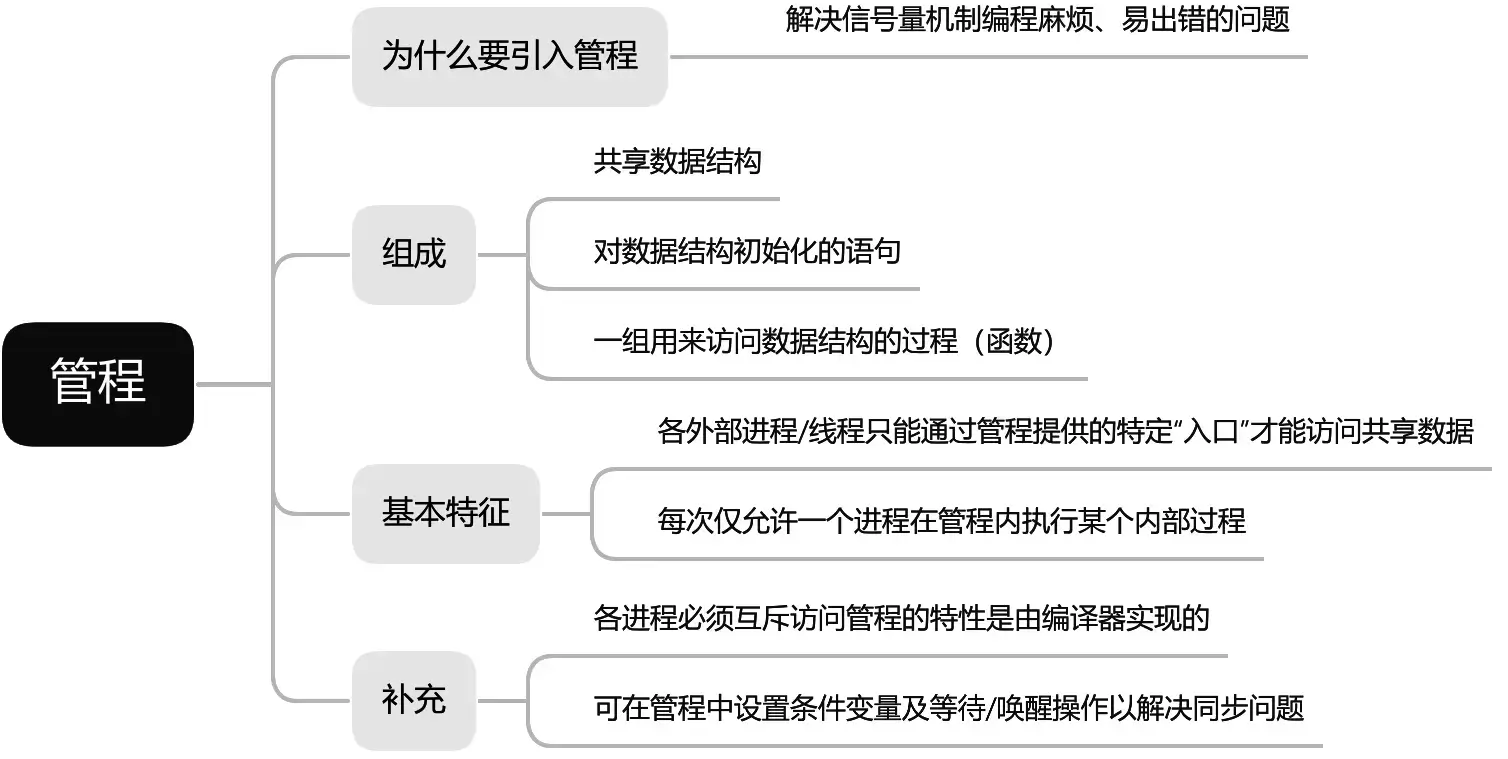 管程
为什么要引入管程
解决信号量机制编程麻烦、易出错的问题
组成
共享数据结构
对数据结构初始化的语句
一组用来访问数据结构的过程（函数）
基本特征
各外部进程/线程只能通过管程提供的特定“入口”才能访问共享数据
每次仅允许一个进程在管程内执行某个内部过程
补充
各进程必须互斥访问管程的特性是由编译器实现的
可在管程中设置条件变量及等待/唤醒操作以解决同步问题